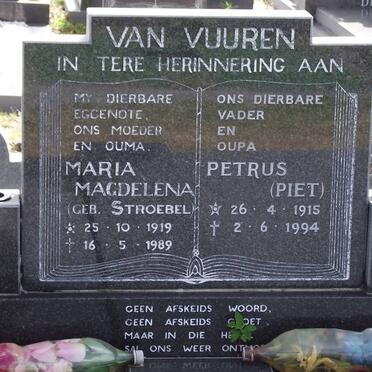 VAN VUUREN
IN TERE HERINNERING AAN
MY DIERBARE
EGGENOTE,
ONS MOEDER
EN OUMA.
MARIA
MAGDELENA
(GEB. STROEBEL)
☆ 25 · 10 · 1919
† 16 · 5 · 1989
ONS DIERBARE
VADER
EN
OUPA
PETRUS
(PIET)
☆ 26 · 4 · 1915
† 2 · 6 · 1994
GEEN AFSKEIDS WOORD,
GEEN AFSKEIDS
MAAR IN DIE
SAL ONS WEER